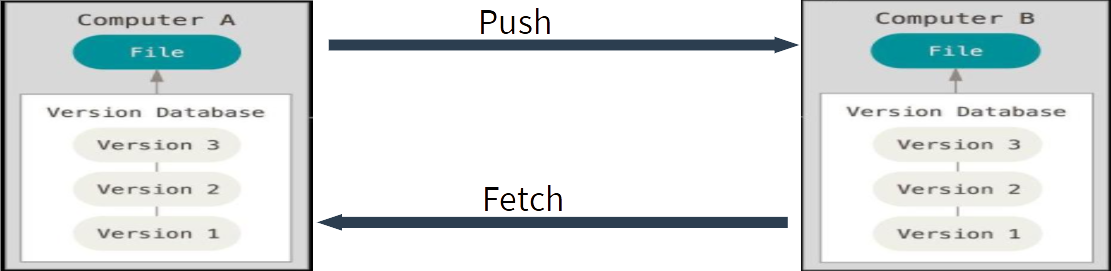 Computer A
File
Version Database
Version 3
Version 2
Version 1
Push
Fetch
Computer B
File
Version Database
Version 3
Version 2
Version 1